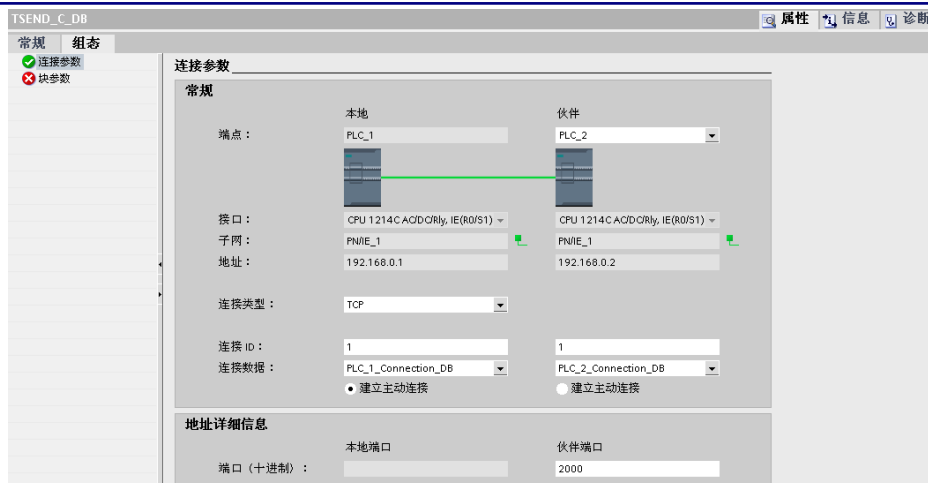 TSEND_C_DB 属性 信息 诊断
常规 组态
连接参数
块参数
连接参数
常规
本地 伙伴
端点： PLC_1 PLC_2
接口： CPU 1214C AC/DC/Rly, IE(R0/S1) CPU 1214C AC/DC/Rly, IE(R0/S1)
子网： PN/IE_1 PN/IE_1
地址： 192.168.0.1 192.168.0.2
连接类型： TCP
连接 ID： 1 1
连接数据： PLC_1_Connection_DB PLC_2_Connection_DB
建立主动连接 建立主动连接
地址详细信息
本地端口 伙伴端口
端口（十进制）： 2000